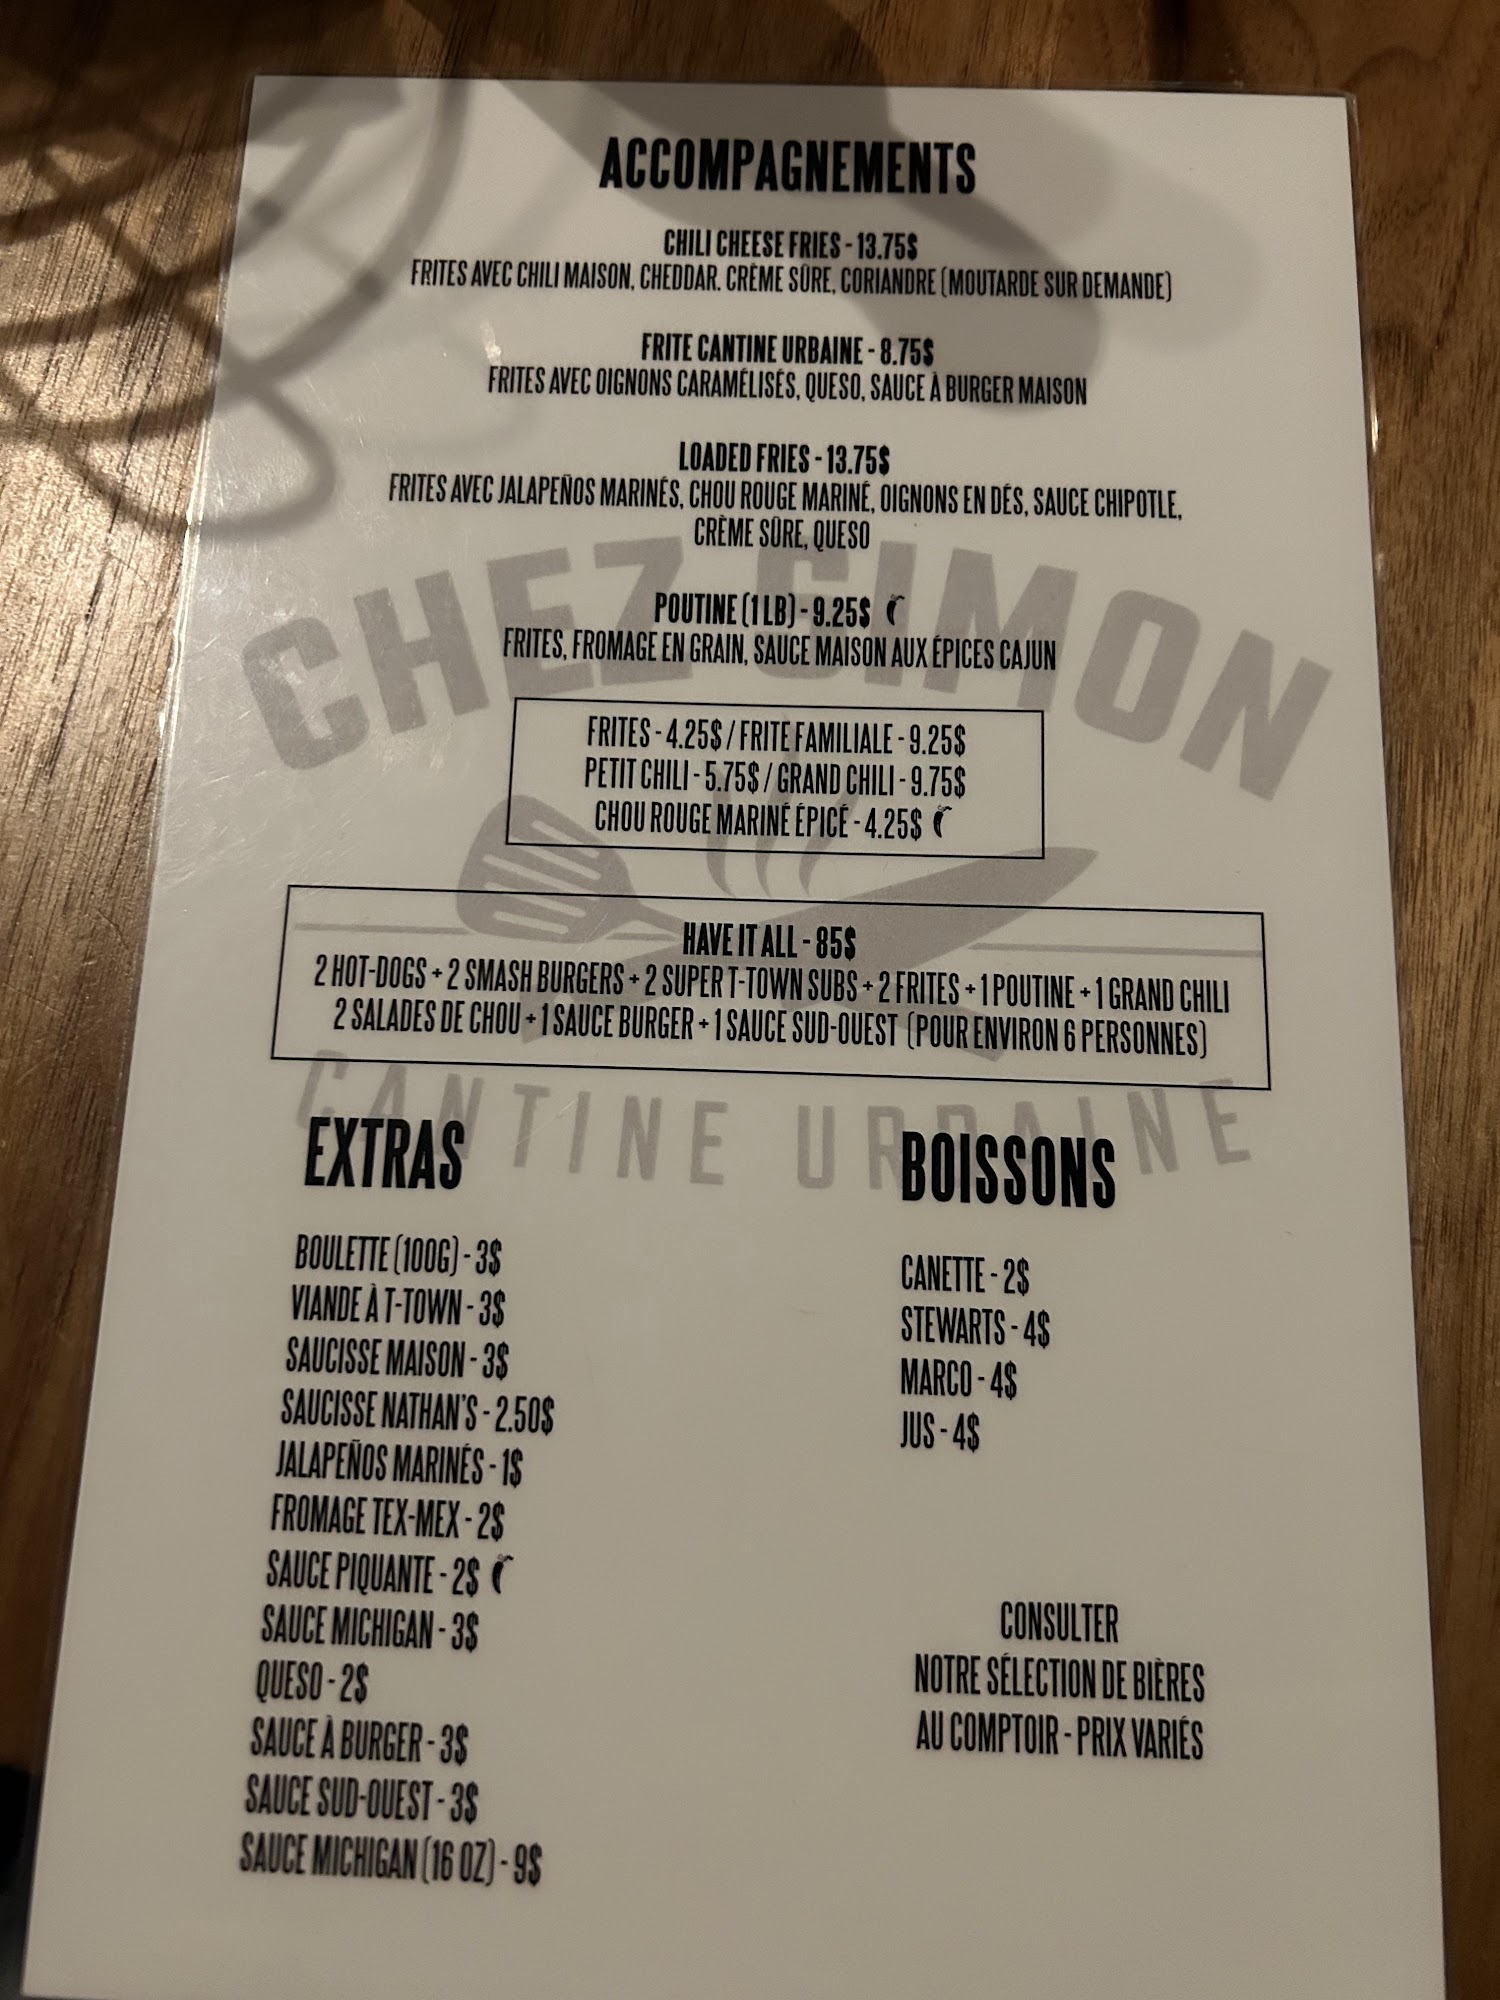 ACCOMPAGNEMENTS
CHILI CHEESE FRIES - 13.75$
FRITES AVEC CHILI MAISON, CHEDDAR. CRÈME SÛRE, CORIANDRE (MOUTARDE SUR DEMANDE)
FRITE CANTINE URBAINE - 8.75$
FRITES AVEC OIGNONS CARAMÉLISÉS, QUESO, SAUCE À BURGER MAISON
LOADED FRIES - 13.75$
FRITES AVEC JALAPEÑOS MARINÉS, CHOU ROUGE MARINÉ, OIGNONS EN DÉS, SAUCE CHIPOTLE,
CRÈME SÛRE, QUESO
CHEZ SIMON
POUTINE (1 LB) - 9.25$
FRITES, FROMAGE EN GRAIN, SAUCE MAISON AUX ÉPICES CAJUN
FRITES - 4.25$ / FRITE FAMILIALE - 9.25$
PETIT CHILI - 5.75$ / GRAND CHILI - 9.75$
CHOU ROUGE MARINÉ ÉPICÉ - 4.25$
HAVE IT ALL - 85$
2 HOT-DOGS + 2 SMASH BURGERS + 2 SUPER T-TOWN SUBS + 2 FRITES + 1 POUTINE + 1 GRAND CHILI
2 SALADES DE CHOU + 1 SAUCE BURGER + 1 SAUCE SUD-OUEST (POUR ENVIRON 6 PERSONNES)
CANTINE URBAINE
EXTRAS
BOULETTE (100G) - 3$
VIANDE À T-TOWN - 3$
SAUCISSE MAISON - 3$
SAUCISSE NATHAN'S - 2.50$
JALAPEÑOS MARINÉS - 1$
FROMAGE TEX-MEX - 2$
SAUCE PIQUANTE - 2$
SAUCE MICHIGAN - 3$
QUESO - 2$
SAUCE À BURGER - 3$
SAUCE SUD-OUEST - 3$
SAUCE MICHIGAN (16 OZ) - 9$
BOISSONS
CANETTE - 2$
STEWARTS - 4$
MARCO - 4$
JUS - 4$
CONSULTER
NOTRE SÉLECTION DE BIÈRES
AU COMPTOIR - PRIX VARIÉS